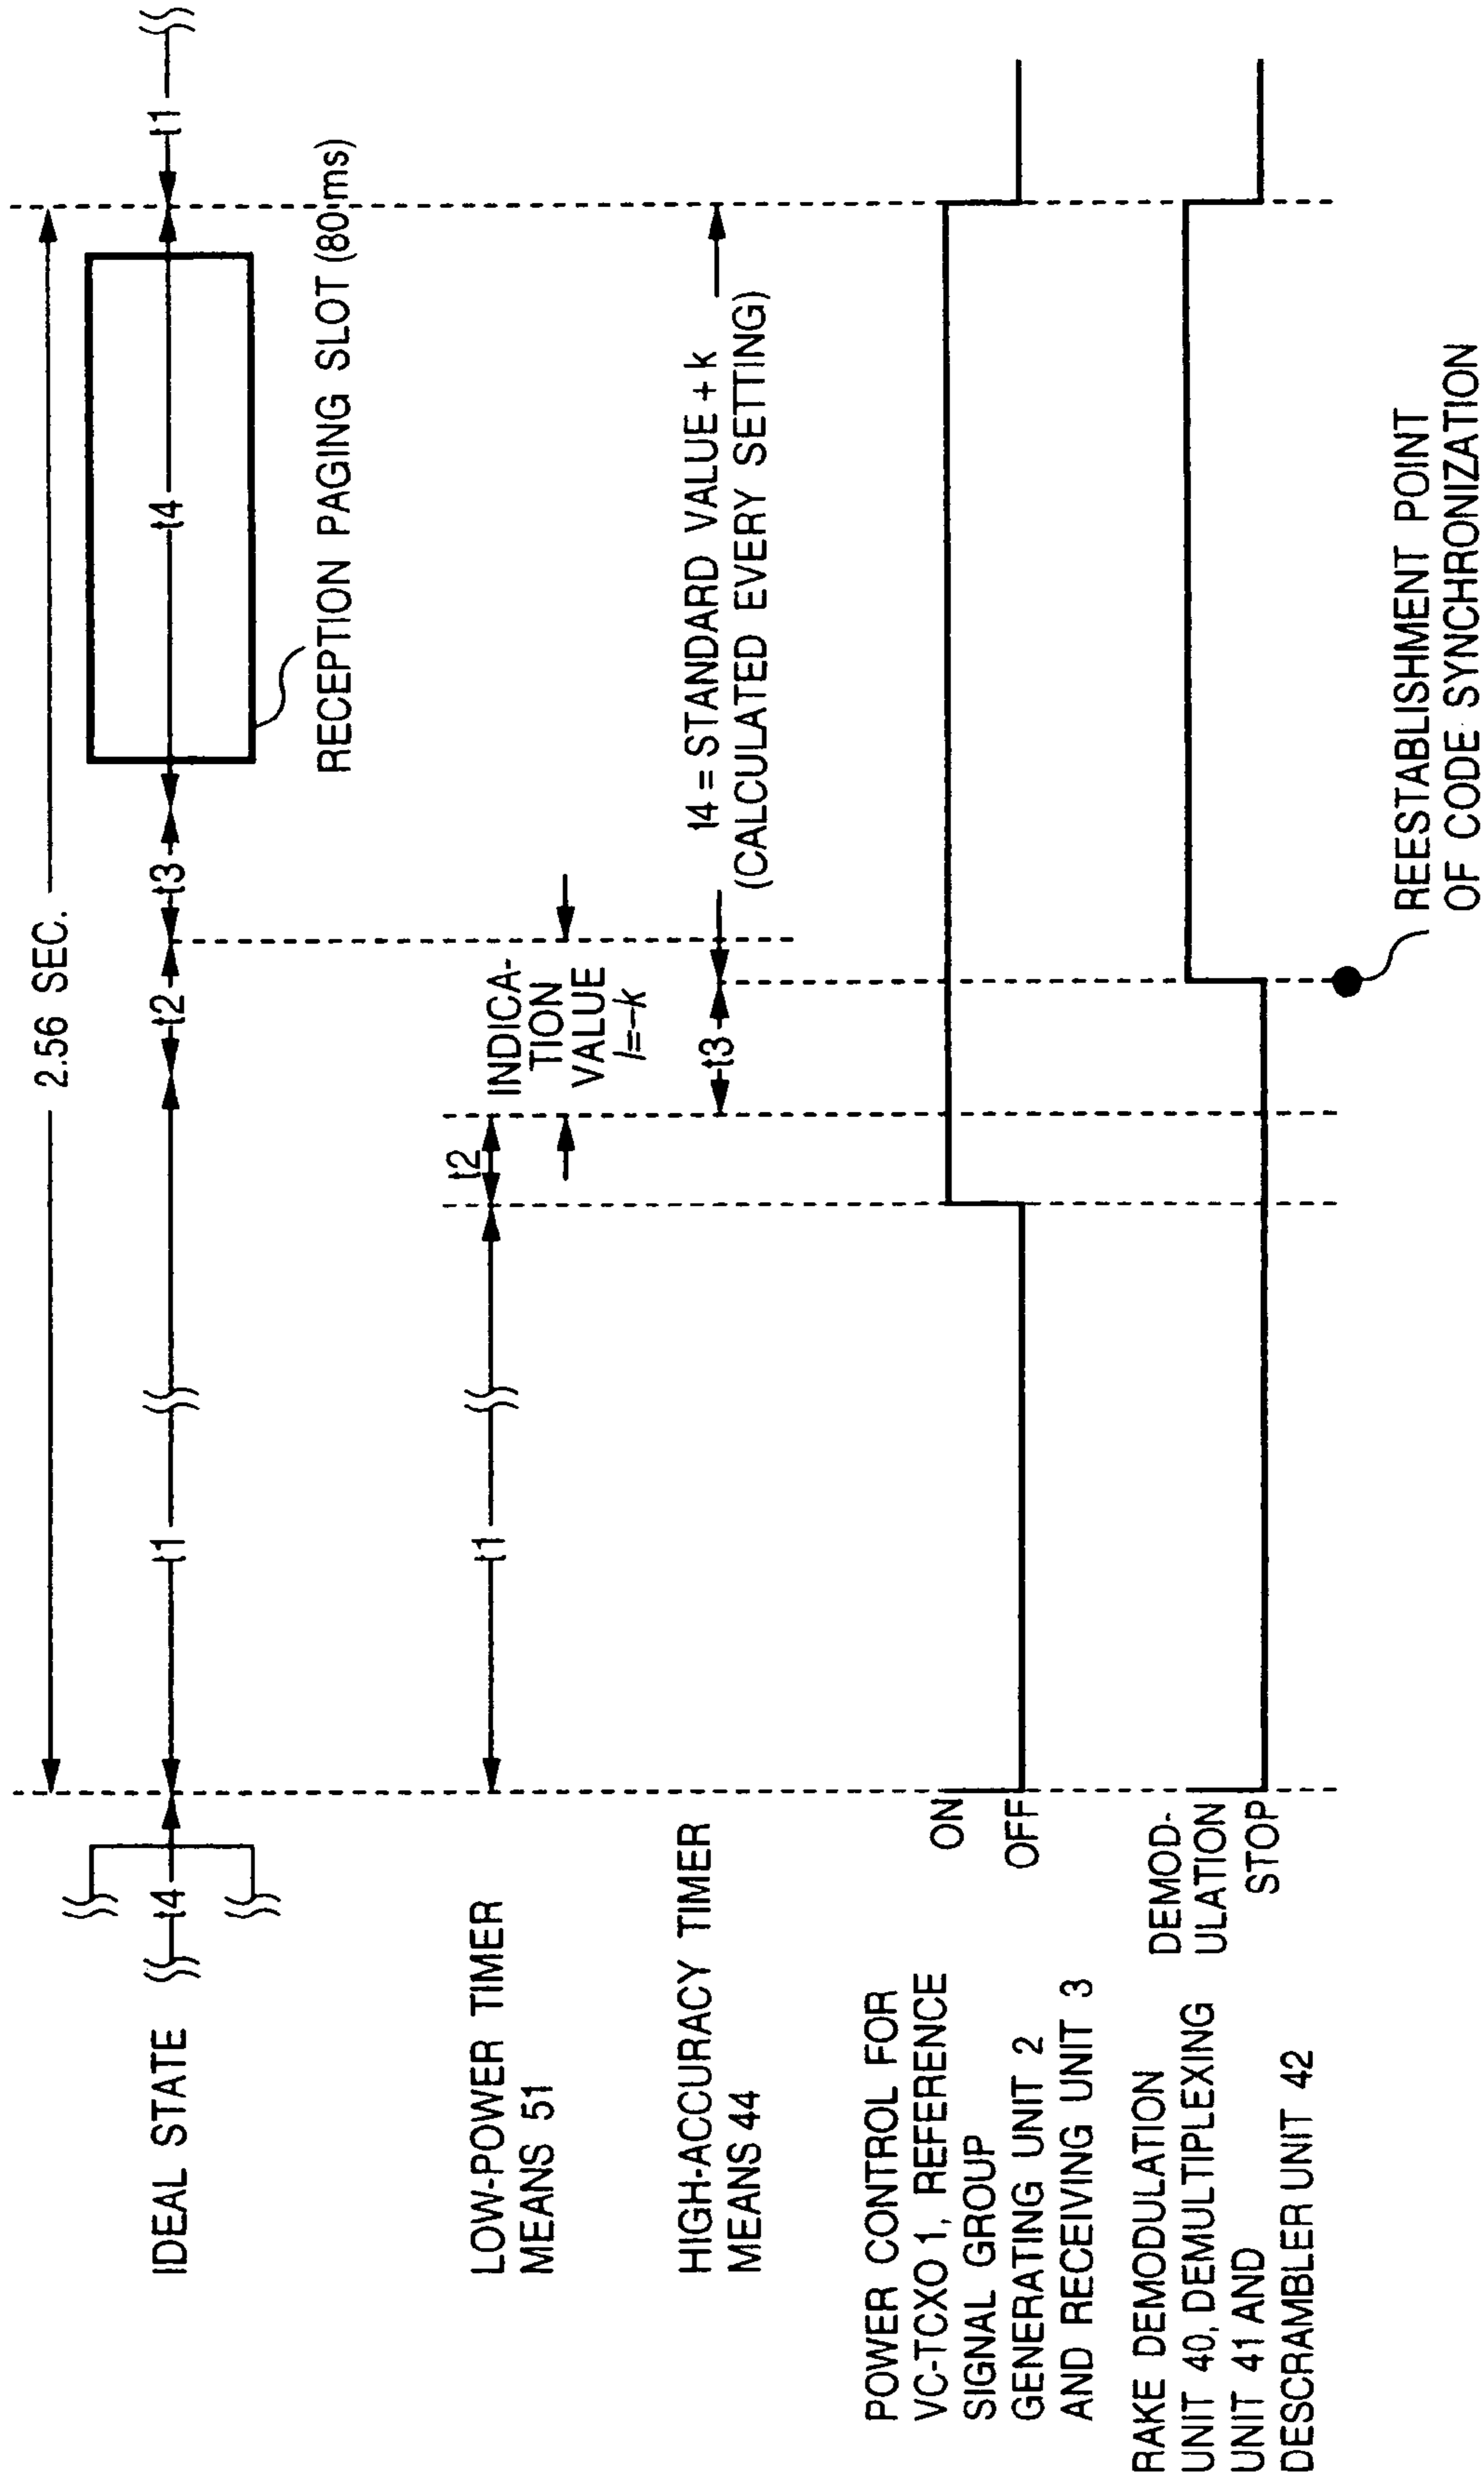 2.56 SEC.
IDEAL STATE
t4
t1
t2
t3
t4
t1
RECEPTION PAGING SLOT (80ms)
LOW-POWER TIMER
MEANS 51
t1
t2
INDICA-
TION
VALUE
l=-k
HIGH-ACCURACY TIMER
MEANS 44
t3
t4 = STANDARD VALUE + k
(CALCULATED EVERY SETTING)
POWER CONTROL FOR
VC-TCXO 1, REFERENCE
SIGNAL GROUP
GENERATING UNIT 2
AND RECEIVING UNIT 3
ON
OFF
RAKE DEMODULATION
UNIT 40, DEMULTIPLEXING
UNIT 41 AND
DESCRAMBLER UNIT 42
DEMOD-
ULATION
STOP
REESTABLISHMENT POINT
OF CODE SYNCHRONIZATION